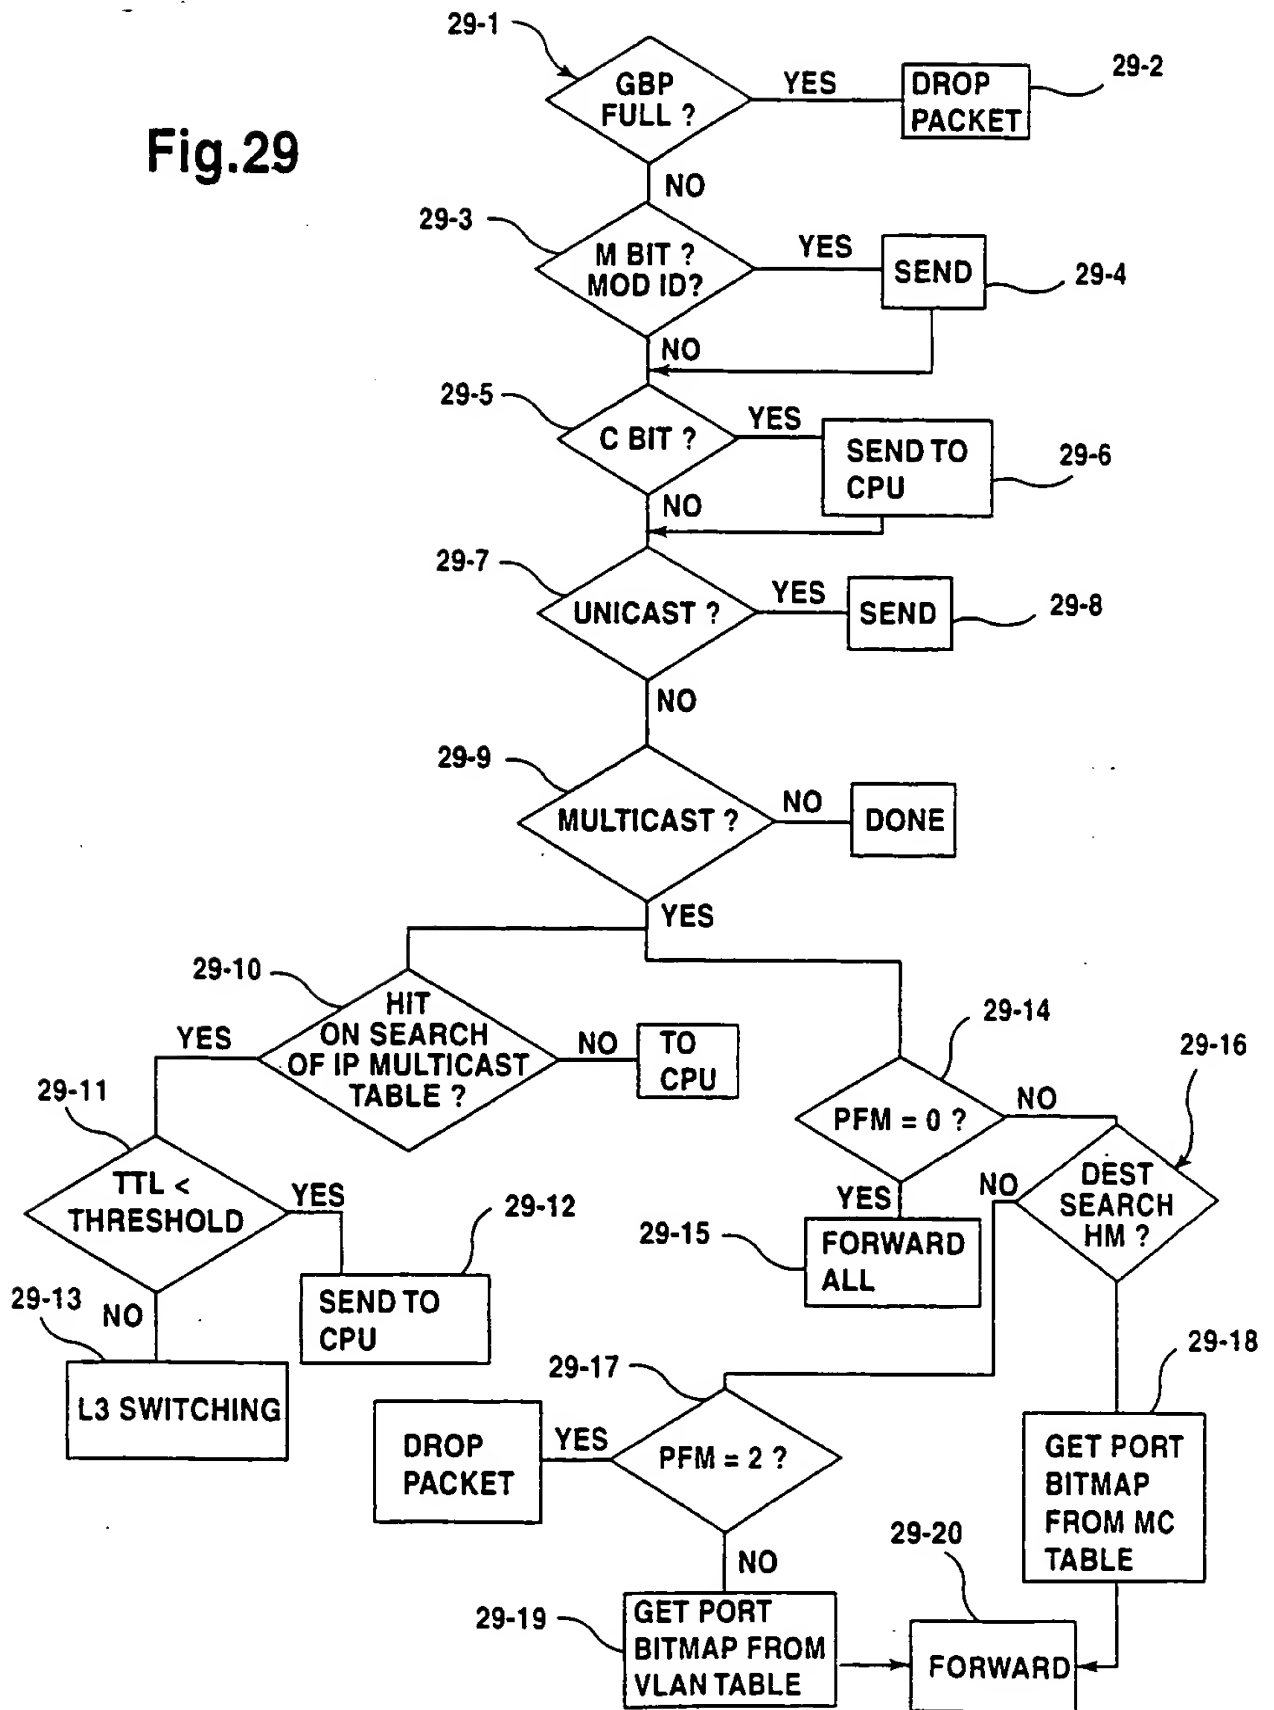 29-1
GBP
FULL ?
YES
DROP
PACKET
29-2
Fig.29
NO
29-3
M BIT ?
MOD ID?
YES
SEND
29-4
NO
29-5
C BIT ?
YES
SEND TO
CPU
29-6
NO
29-7
UNICAST ?
YES
SEND
29-8
NO
29-9
MULTICAST ?
NO
DONE
YES
29-10
HIT
ON SEARCH
OF IP MULTICAST
TABLE ?
YES
NO
TO
CPU
29-11
TTL <
THRESHOLD
YES
29-12
SEND TO
CPU
29-13
NO
L3 SWITCHING
29-14
PFM = 0 ?
NO
29-16
YES
29-15
FORWARD
ALL
DEST
SEARCH
HM ?
NO
29-17
PFM = 2 ?
YES
DROP
PACKET
NO
29-18
GET PORT
BITMAP
FROM MC
TABLE
29-19
GET PORT
BITMAP FROM
VLAN TABLE
29-20
FORWARD